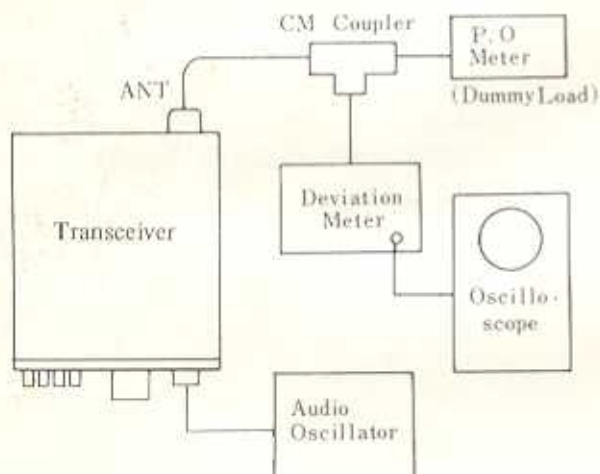 CM Coupler
P.O
Meter
(Dummy Load)
ANT
Deviation
Meter
Transceiver
Oscillo-
scope
Audio
Oscillator